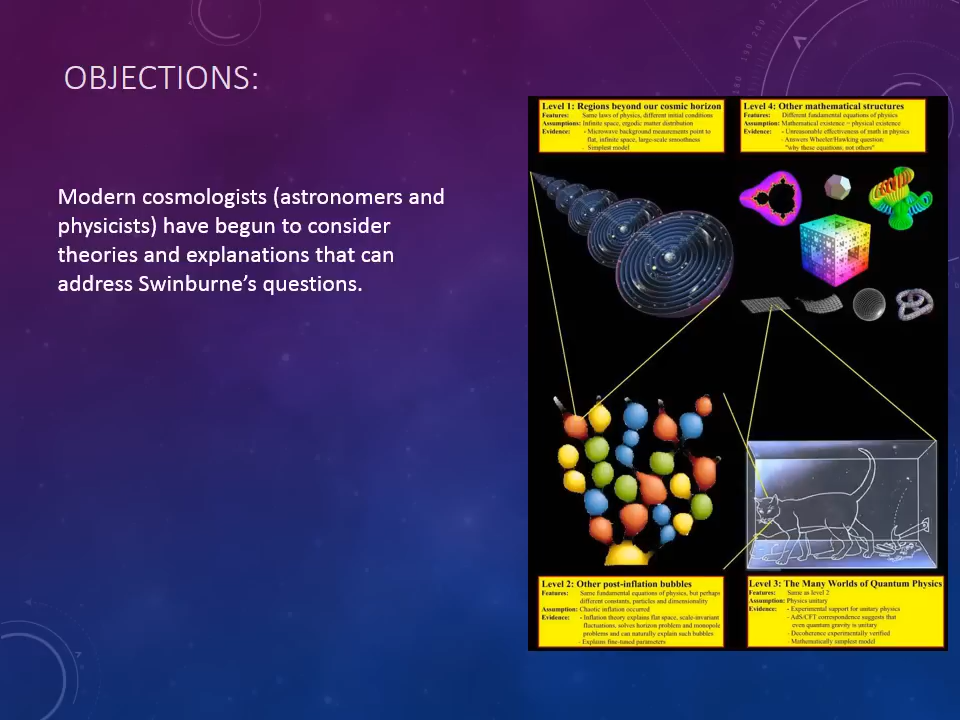 OBJECTIONS:
Modern cosmologists (astronomers and
physicists) have begun to consider
theories and explanations that can
address Swinburne's questions.
Level 1: Regions beyond our cosmic horizon
Features: Same laws of physics, different initial conditions
Assumption: Infinite space, ergodic matter distribution
Evidence: - Microwave background measurements point to
flat, infinite space, large-scale smoothness
- Simplest model
Level 4: Other mathematical structures
Features: Different fundamental equations of physics
Assumption: Mathematical existence = physical existence
Evidence: - Unreasonable effectiveness of math in physics
- Answers Wheeler/Hawking question:
"why these equations, not others"
Level 2: Other post-inflation bubbles
Features: Same fundamental equations of physics, but perhaps
different constants, particles and dimensionality
Assumption: Chaotic inflation occurred
Evidence: - Inflation theory explains flat space, scale-invariant
fluctuations, solves horizon problem and monopole
problems and can naturally explain such bubbles
- Explains fine-tuned parameters
Level 3: The Many Worlds of Quantum Physics
Features: Same as level 2
Assumption: Physics unitary
Evidence: - Experimental support for unitary physics
- AdS/CFT correspondence suggests that
even quantum gravity is unitary
- Decoherence experimentally verified
- Mathematically simplest model